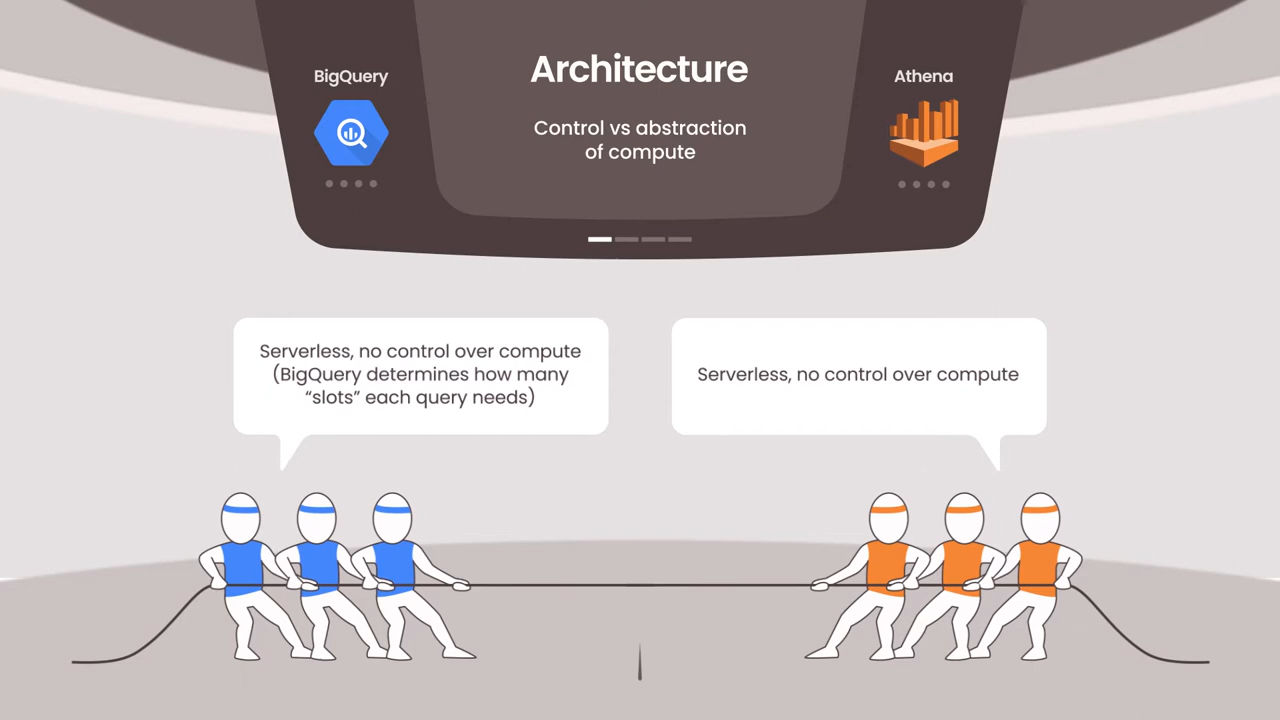 BigQuery
Architecture
Control vs abstraction
of compute
Athena
Serverless, no control over compute
(BigQuery determines how many
“slots” each query needs)
Serverless, no control over compute